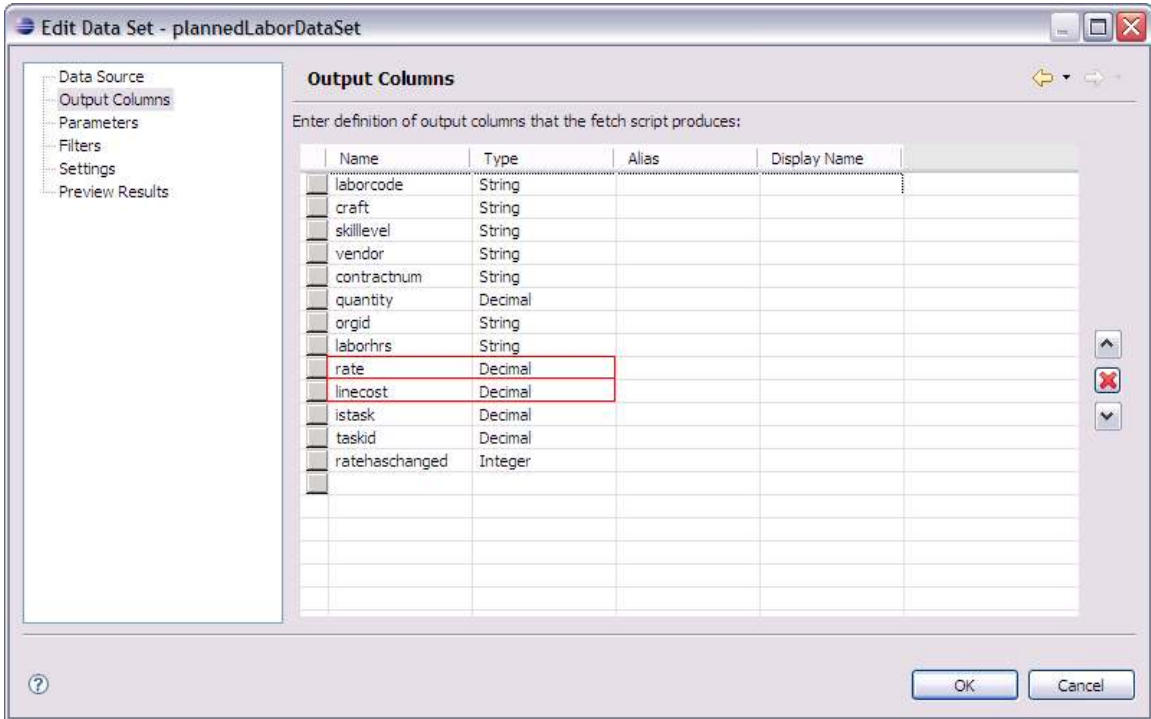 Edit Data Set - plannedLaborDataSet
Data Source
Output Columns
Parameters
Filters
Settings
Preview Results
Output Columns
Enter definition of output columns that the fetch script produces:
Name Type Alias Display Name
laborcode String
craft String
skilllevel String
vendor String
contractnum String
quantity Decimal
orgid String
laborhrs String
rate Decimal
linecost Decimal
istask Decimal
taskid Decimal
ratehaschanged Integer
?
OK Cancel